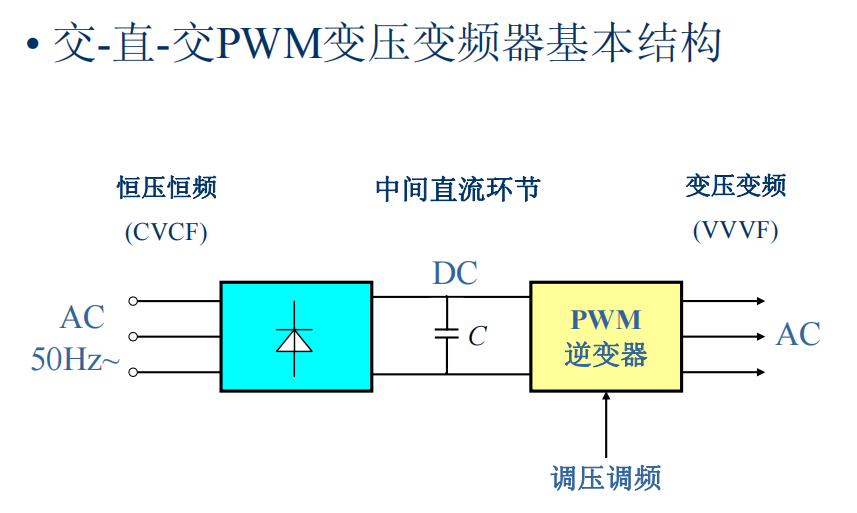 • 交-直-交PWM变压变频器基本结构
恒压恒频
(CVCF)
中间直流环节
变压变频
(VVVF)
DC
AC
50Hz~
C
PWM
逆变器
AC
调压调频